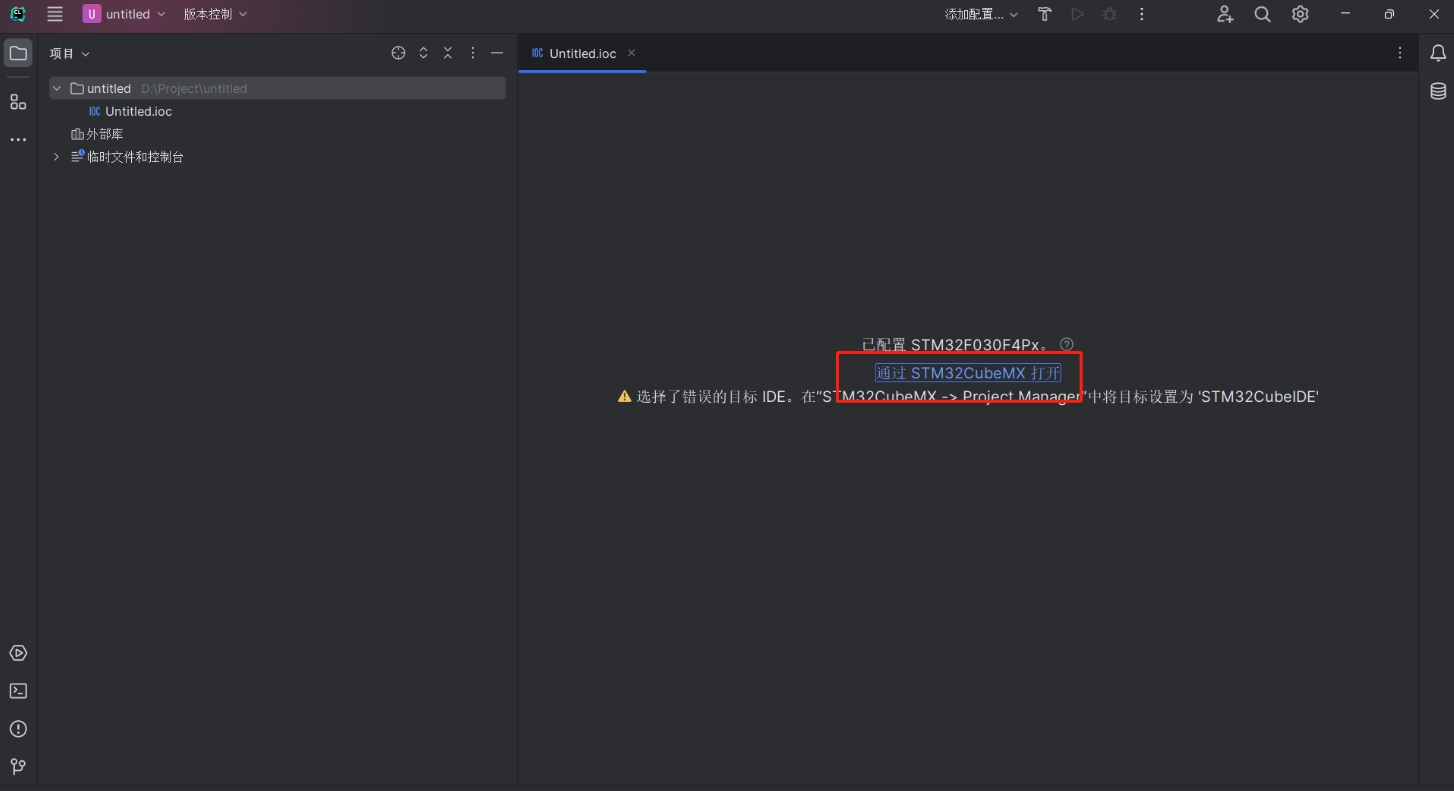 U untitled 版本控制 添加配置...
项目
IOC Untitled.ioc
untitled D:\Project\untitled
IOC Untitled.ioc
外部库
临时文件和控制台
已配置 STM32F030F4Px。
通过 STM32CubeMX 打开
选择了错误的目标 IDE。在“STM32CubeMX -> Project Manager”中将目标设置为 'STM32CubeIDE'